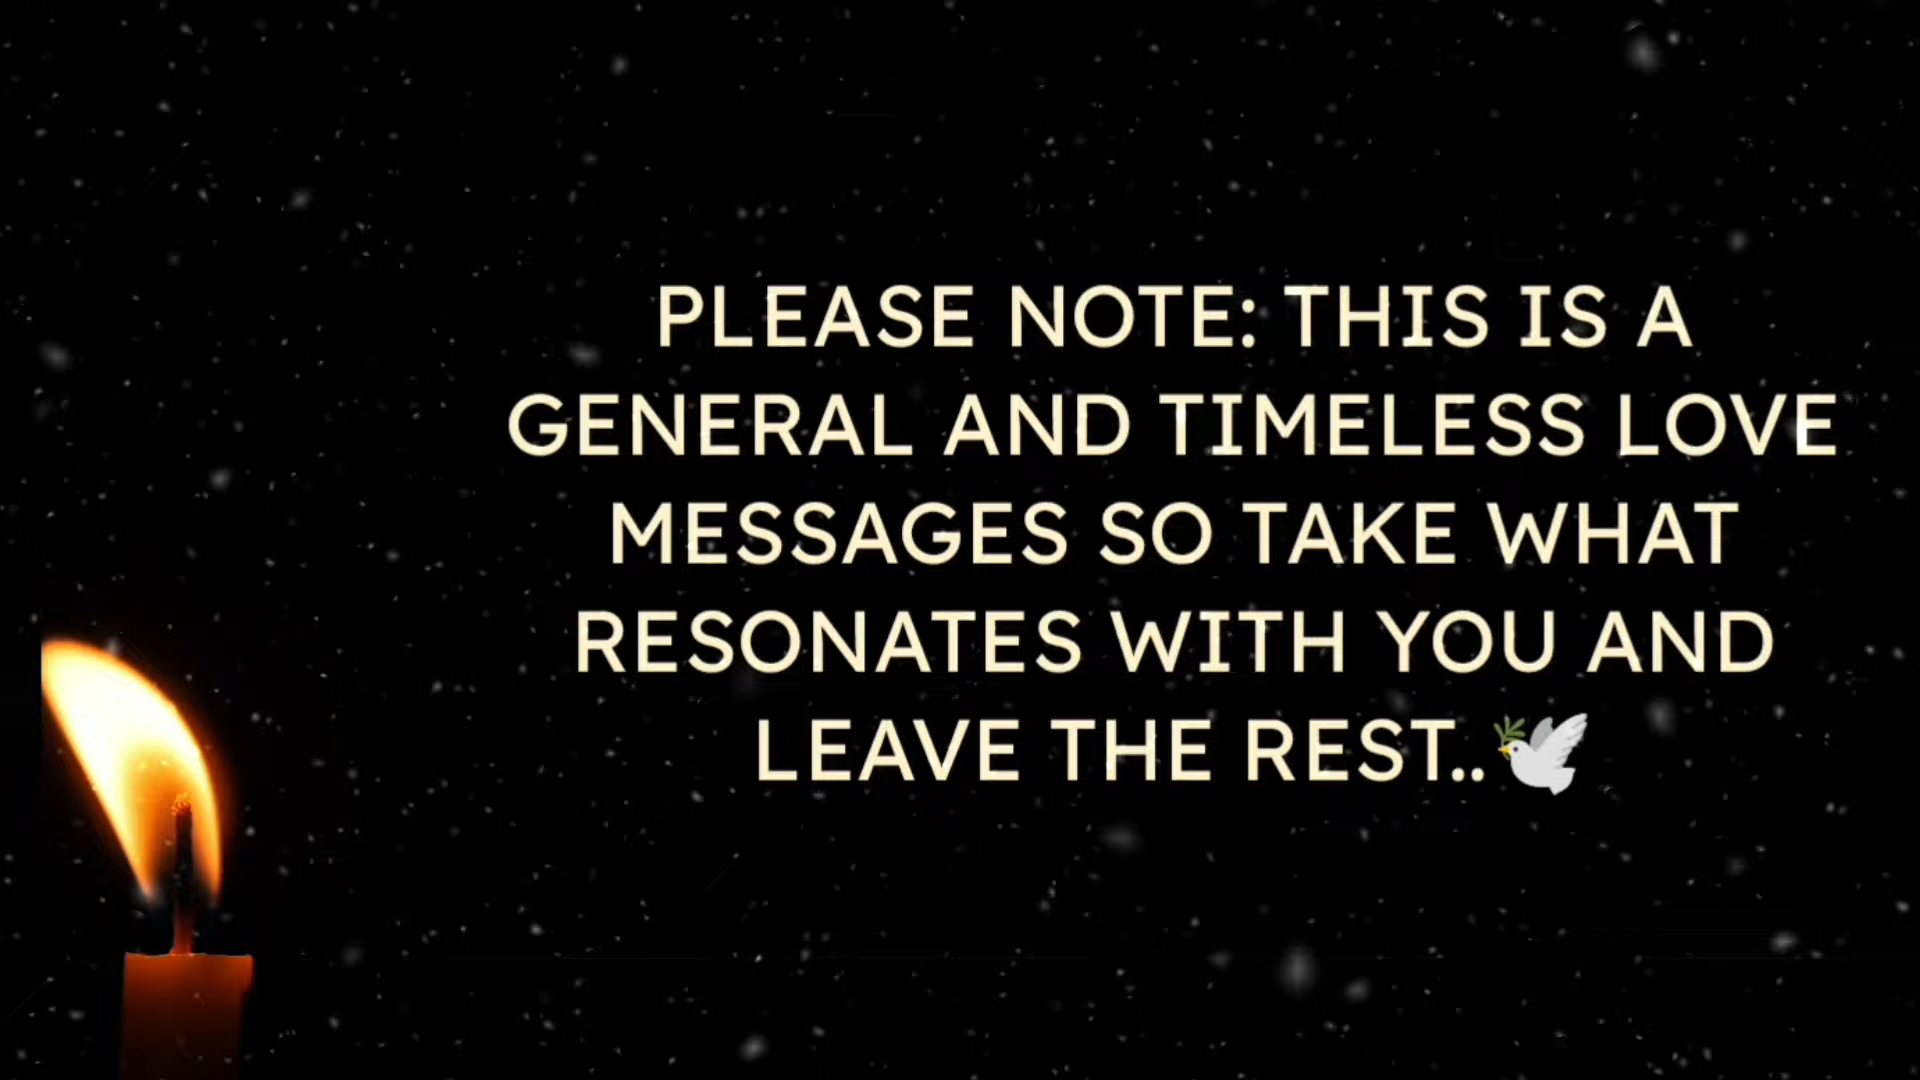 PLEASE NOTE: THIS IS A
GENERAL AND TIMELESS LOVE
MESSAGES SO TAKE WHAT
RESONATES WITH YOU AND
LEAVE THE REST..🕊️